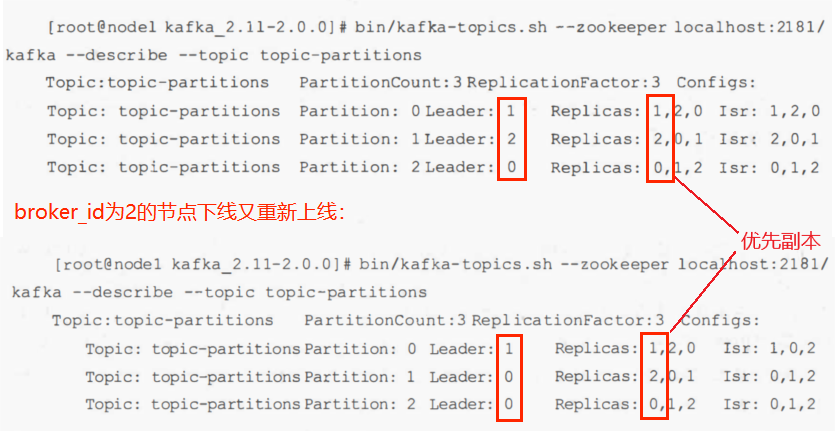 [root@node1 kafka_2.11-2.0.0]# bin/kafka-topics.sh --zookeeper localhost:2181/
kafka --describe --topic topic-partitions
Topic:topic-partitions PartitionCount:3 ReplicationFactor:3 Configs:
Topic: topic-partitions Partition: 0 Leader: 1 Replicas: 1,2,0 Isr: 1,2,0
Topic: topic-partitions Partition: 1 Leader: 2 Replicas: 2,0,1 Isr: 2,0,1
Topic: topic-partitions Partition: 2 Leader: 0 Replicas: 0,1,2 Isr: 0,1,2
broker_id为2的节点下线又重新上线：
优先副本
[root@node1 kafka_2.11-2.0.0]# bin/kafka-topics.sh --zookeeper localhost:2181/
kafka --describe --topic topic-partitions
Topic:topic-partitions PartitionCount:3 ReplicationFactor:3 Configs:
Topic: topic-partitions Partition: 0 Leader: 1 Replicas: 1,2,0 Isr: 1,0,2
Topic: topic-partitions Partition: 1 Leader: 0 Replicas: 2,0,1 Isr: 0,1,2
Topic: topic-partitions Partition: 2 Leader: 0 Replicas: 0,1,2 Isr: 0,1,2